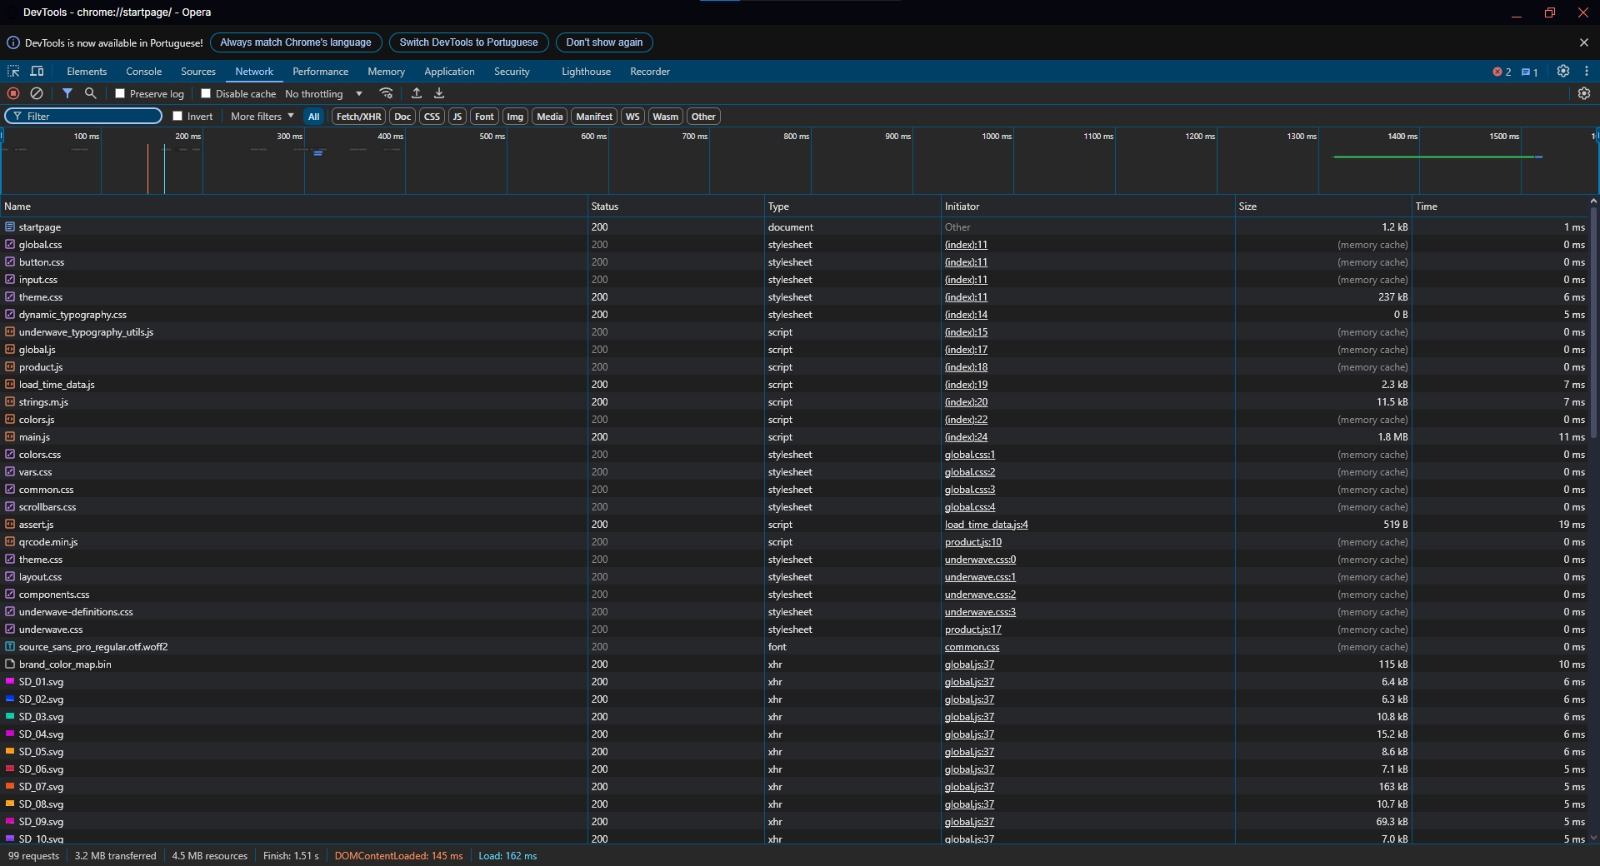 DevTools - chrome://startpage/ - Opera
DevTools is now available in Portuguese! Always match Chrome's language Switch DevTools to Portuguese Don't show again
Elements Console Sources Network Performance Memory Application Security Lighthouse Recorder 2 1
Preserve log Disable cache No throttling
Filter Invert More filters All Fetch/XHR Doc CSS JS Font Img Media Manifest WS Wasm Other
100 ms 200 ms 300 ms 400 ms 500 ms 600 ms 700 ms 800 ms 900 ms 1000 ms 1100 ms 1200 ms 1300 ms 1400 ms 1500 ms
Name Status Type Initiator Size Time
startpage 200 document Other 1.2 kB 1 ms
global.css 200 stylesheet (index):11 (memory cache) 0 ms
button.css 200 stylesheet (index):11 (memory cache) 0 ms
input.css 200 stylesheet (index):11 (memory cache) 0 ms
theme.css 200 stylesheet (index):11 237 kB 6 ms
dynamic_typography.css 200 stylesheet (index):14 0 B 5 ms
underwave_typography_utils.js 200 script (index):15 (memory cache) 0 ms
global.js 200 script (index):17 (memory cache) 0 ms
product.js 200 script (index):18 (memory cache) 0 ms
load_time_data.js 200 script (index):19 2.3 kB 7 ms
strings.m.js 200 script (index):20 11.5 kB 7 ms
colors.js 200 script (index):22 (memory cache) 0 ms
main.js 200 script (index):24 1.8 MB 11 ms
colors.css 200 stylesheet global.css:1 (memory cache) 0 ms
vars.css 200 stylesheet global.css:2 (memory cache) 0 ms
common.css 200 stylesheet global.css:3 (memory cache) 0 ms
scrollbars.css 200 stylesheet global.css:4 (memory cache) 0 ms
assert.js 200 script load_time_data.js:4 519 B 19 ms
qrcode.min.js 200 script product.js:10 (memory cache) 0 ms
theme.css 200 stylesheet underwave.css:0 (memory cache) 0 ms
layout.css 200 stylesheet underwave.css:1 (memory cache) 0 ms
components.css 200 stylesheet underwave.css:2 (memory cache) 0 ms
underwave-definitions.css 200 stylesheet underwave.css:3 (memory cache) 0 ms
underwave.css 200 stylesheet product.js:17 (memory cache) 0 ms
source_sans_pro_regular.otf.woff2 200 font common.css (memory cache) 0 ms
brand_color_map.bin 200 xhr global.js:37 115 kB 10 ms
SD_01.svg 200 xhr global.js:37 6.4 kB 6 ms
SD_02.svg 200 xhr global.js:37 6.3 kB 6 ms
SD_03.svg 200 xhr global.js:37 10.8 kB 6 ms
SD_04.svg 200 xhr global.js:37 15.2 kB 6 ms
SD_05.svg 200 xhr global.js:37 8.6 kB 6 ms
SD_06.svg 200 xhr global.js:37 7.1 kB 5 ms
SD_07.svg 200 xhr global.js:37 163 kB 5 ms
SD_08.svg 200 xhr global.js:37 10.7 kB 5 ms
SD_09.svg 200 xhr global.js:37 69.3 kB 5 ms
SD_10.svg 200 xhr global.js:37 7.0 kB 5 ms
99 requests 3.2 MB transferred 4.5 MB resources Finish: 1.51 s DOMContentLoaded: 145 ms Load: 162 ms